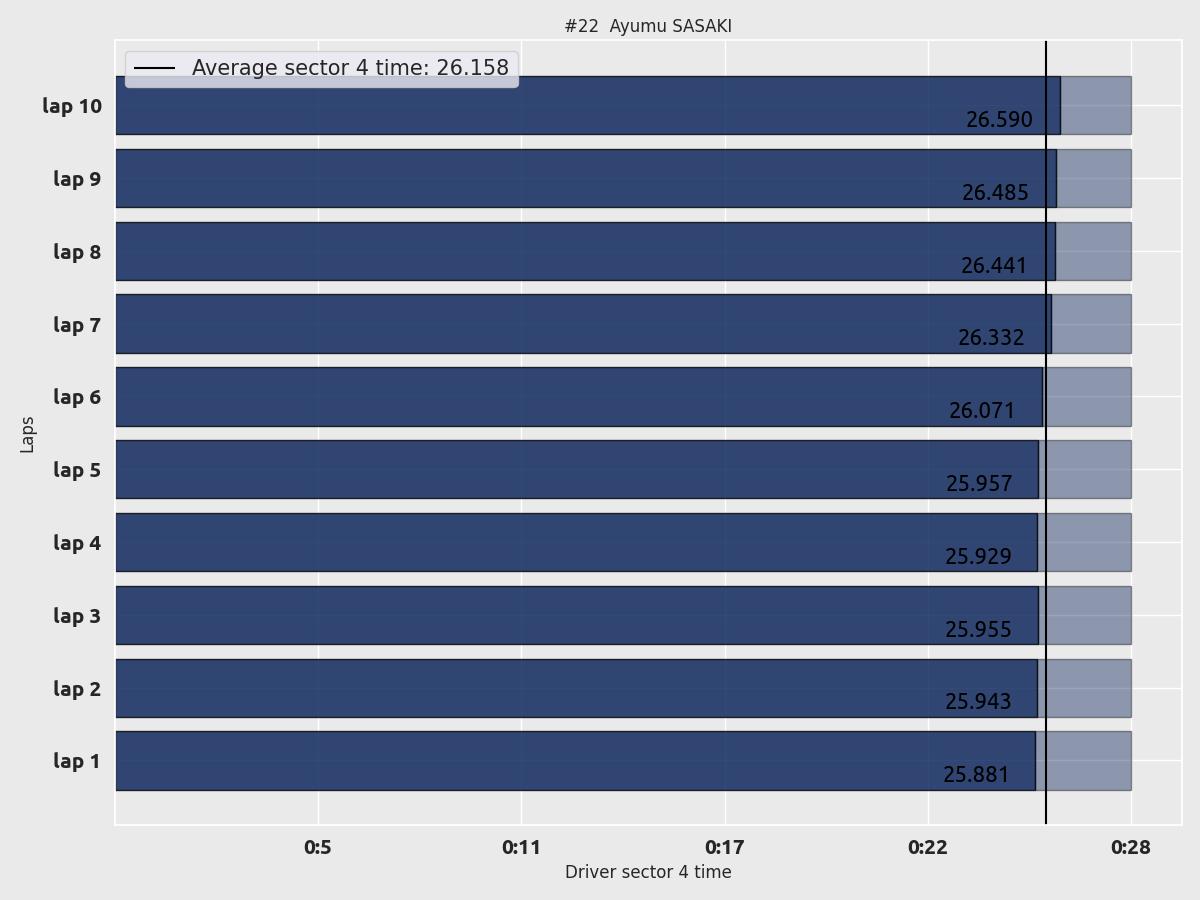 #22  Ayumu SASAKI
Average sector 4 time: 26.158
lap 10
26.590
lap 9
26.485
lap 8
26.441
lap 7
26.332
lap 6
26.071
lap 5
25.957
lap 4
25.929
lap 3
25.955
lap 2
25.943
lap 1
25.881
Laps
0:5 0:11 0:17 0:22 0:28
Driver sector 4 time